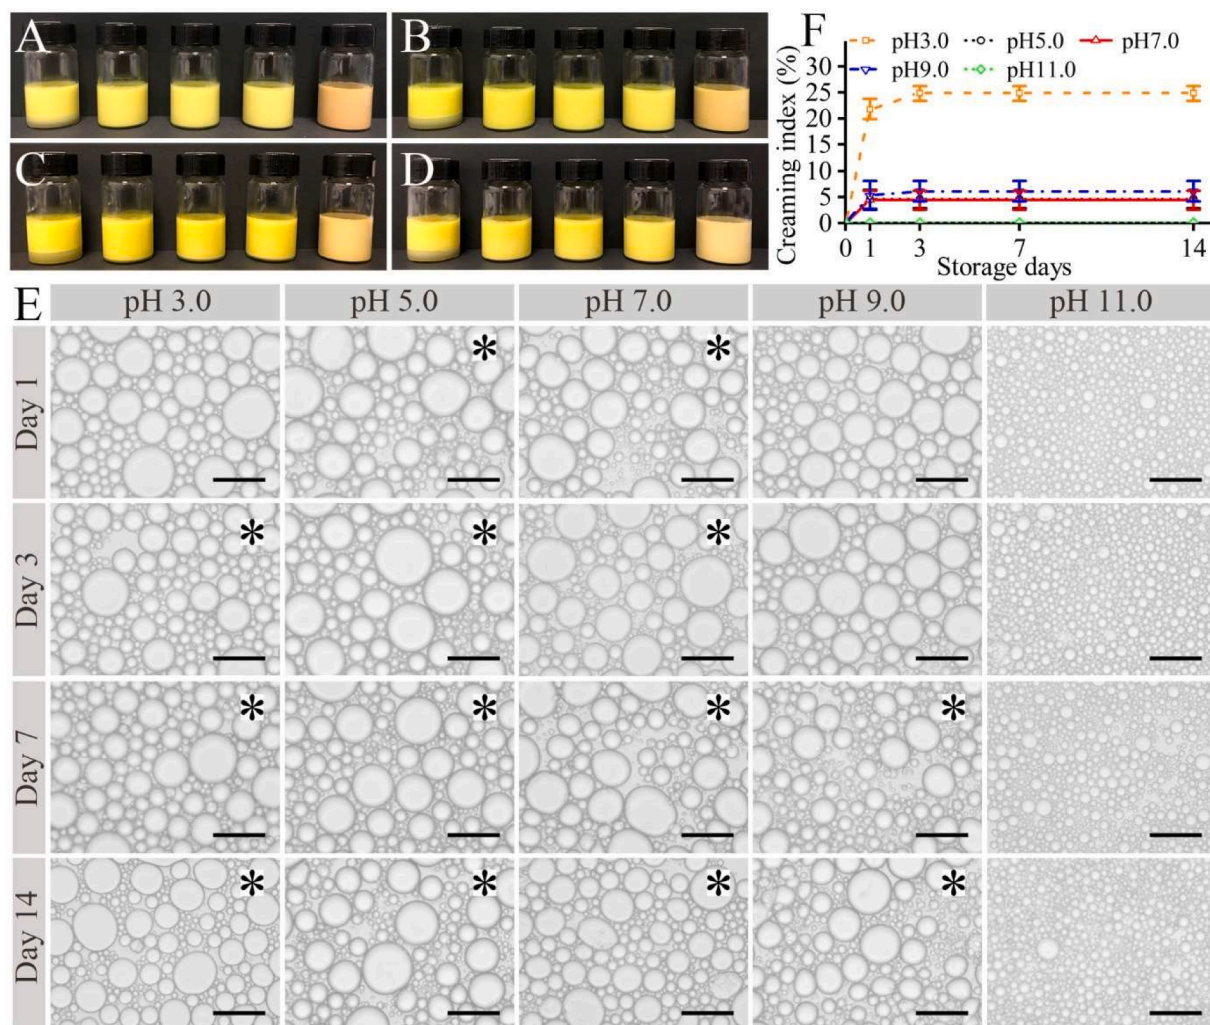 A
B
C
D
F
pH3.0 pH5.0 pH7.0
pH9.0 pH11.0
Creaming index (%)
30
25
20
15
10
5
0
0 1 3 7 14
Storage days
E
pH 3.0 pH 5.0 pH 7.0 pH 9.0 pH 11.0
Day 1
* *
Day 3
* * *
Day 7
* * * *
Day 14
* * * *